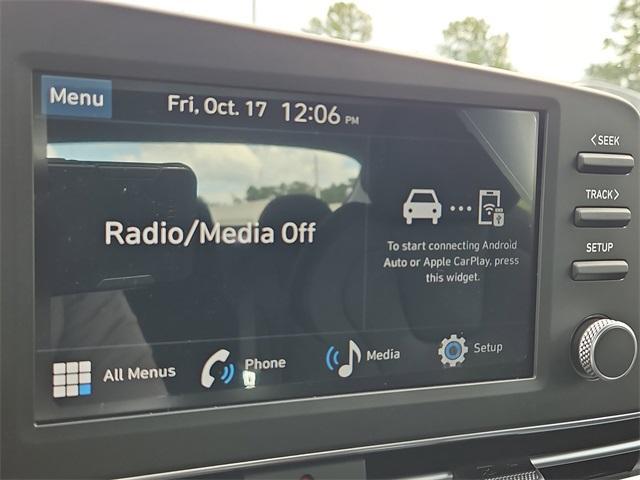 Menu
Fri, Oct. 17 12:06 PM
Radio/Media Off
To start connecting Android
Auto or Apple CarPlay, press
this widget.
All Menus
Phone
Media
Setup
<SEEK
TRACK>
SETUP